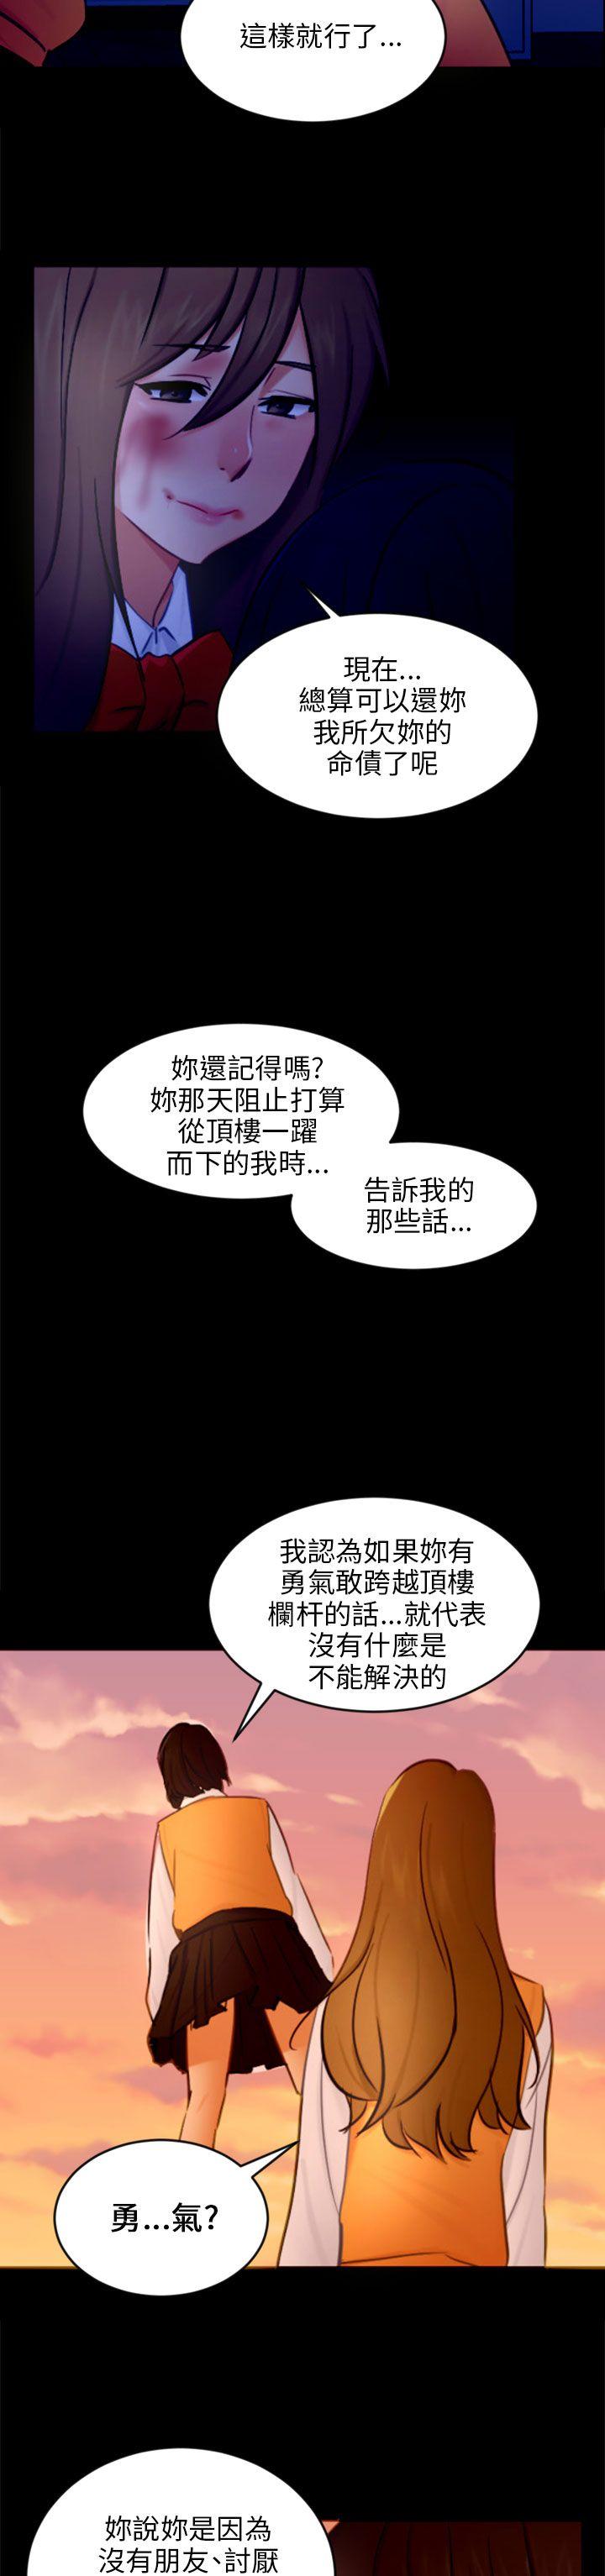 這樣就行了...
現在...
總算可以還妳
我所欠妳的
命債了呢
妳還記得嗎?
妳那天阻止打算
從頂樓一躍
而下的我時...
告訴我的
那些話...
我認為如果妳有
勇氣敢跨越頂樓
欄杆的話...就代表
沒有什麼是
不能解決的
勇...氣?
妳說妳是因為
沒有朋友、討厭